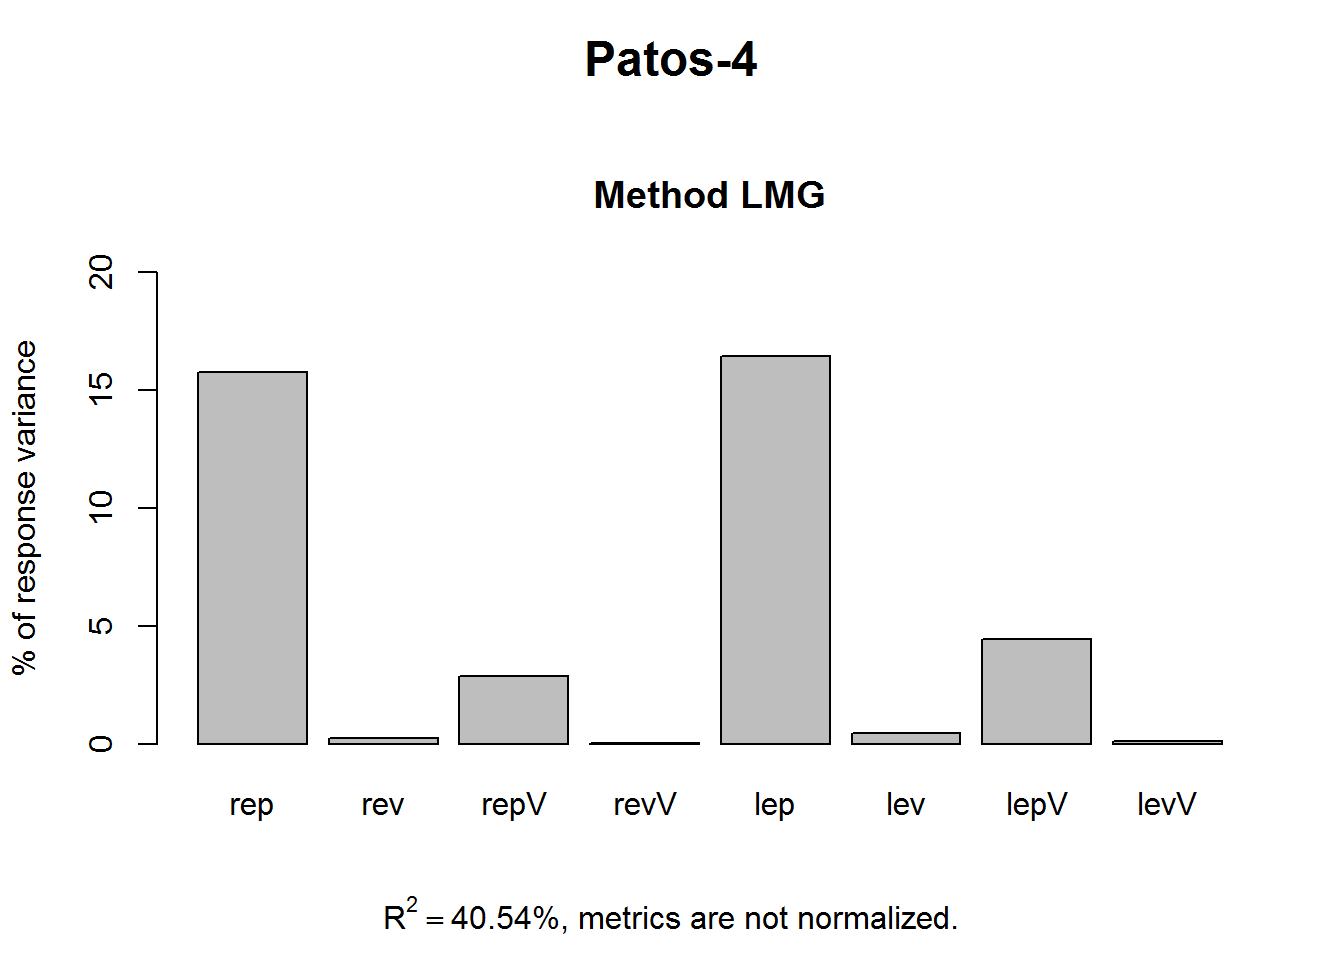 Patos-4
Method LMG
% of response variance
20
15
10
5
0
rep rev repV revV lep lev lepV levV
R² = 40.54%, metrics are not normalized.